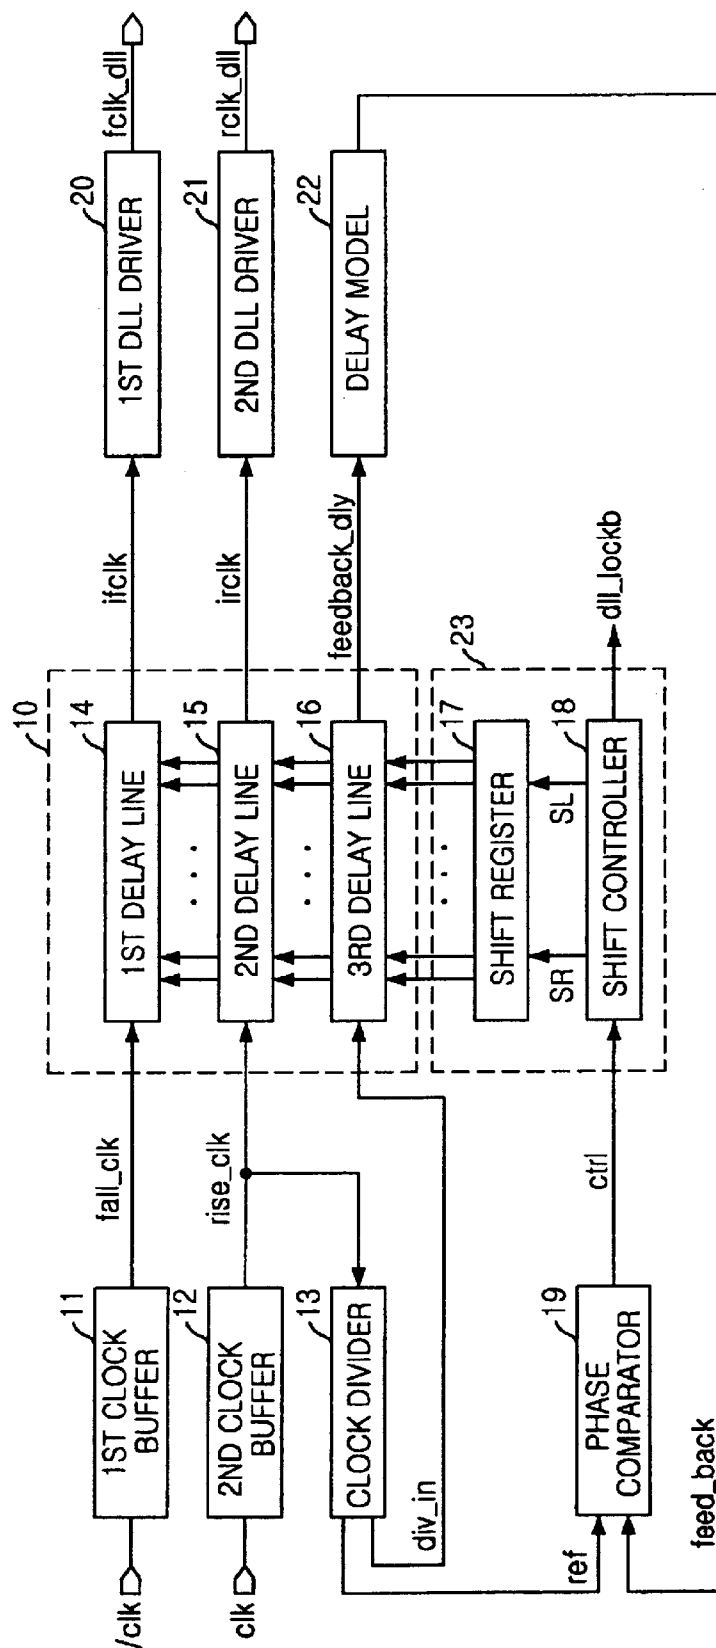 /clk
1ST CLOCK
BUFFER
11
fall_clk
10
14
1ST DELAY LINE
ifclk
20
1ST DLL DRIVER
fclk_dll
clk
2ND CLOCK
BUFFER
12
rise_clk
15
2ND DELAY LINE
irclk
21
2ND DLL DRIVER
rclk_dll
13
CLOCK DIVIDER
div_in
16
3RD DELAY LINE
feedback_dly
22
DELAY MODEL
23
17
SHIFT REGISTER
SR
SL
ref
19
PHASE
COMPARATOR
ctrl
18
SHIFT CONTROLLER
dll_lockb
feed_back